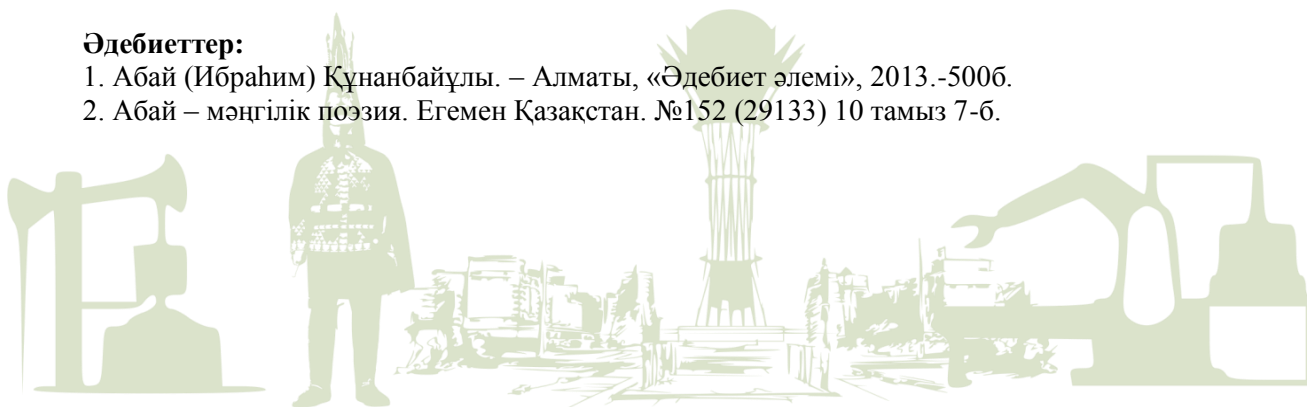 Әдебиеттер:
1. Абай (Ибраһим) Құнанбайұлы. – Алматы, «Әдебиет әлемі», 2013.-500б.
2. Абай – мәңгілік поэзия. Егемен Қазақстан. №152 (29133) 10 тамыз 7-б.